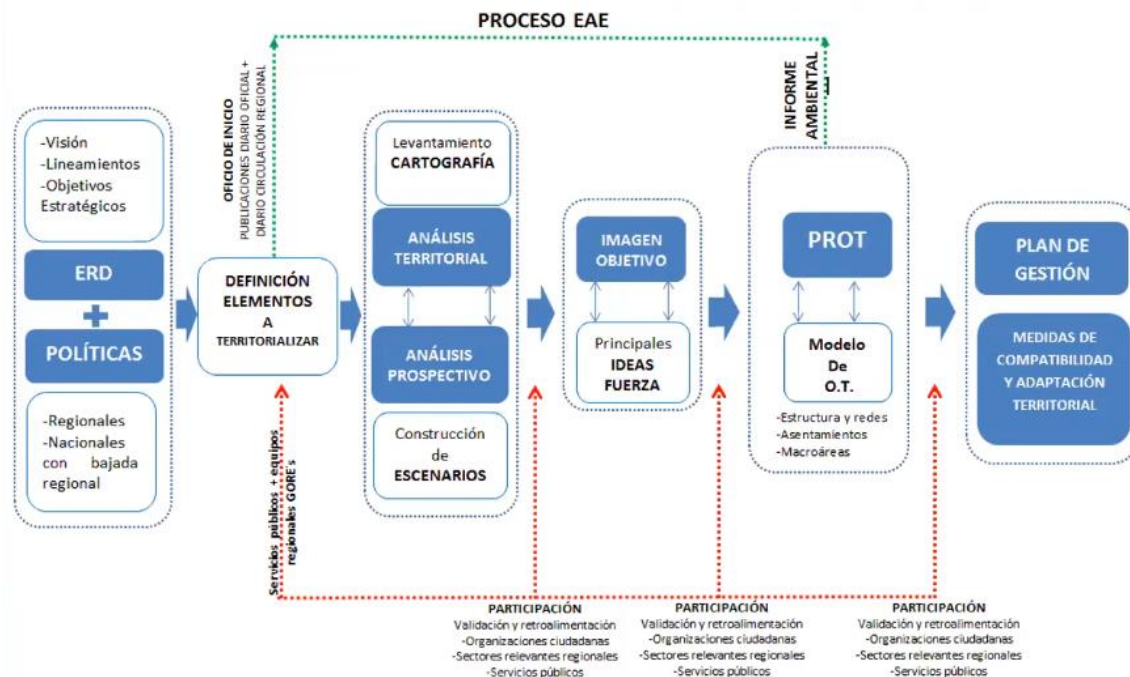 PROCESO EAE
OFICIO DE INICIO
PUBLICACIONES DIARIO OFICIAL +
DIARIO CIRCULACIÓN REGIONAL
INFORME
AMBIENTAL
-Visión
-Lineamientos
-Objetivos
Estratégicos
ERD
+
POLÍTICAS
-Regionales
-Nacionales
con bajada
regional
DEFINICIÓN
ELEMENTOS
A
TERRITORIALIZAR
Levantamiento
CARTOGRAFÍA
ANÁLISIS
TERRITORIAL
ANÁLISIS
PROSPECTIVO
Construcción
de
ESCENARIOS
IMAGEN
OBJETIVO
Principales
IDEAS
FUERZA
PROT
Modelo
De
O.T.
-Estructura y redes
-Asentamientos
-Macroáreas
PLAN DE
GESTIÓN
MEDIDAS DE
COMPATIBILIDAD
Y ADAPTACIÓN
TERRITORIAL
Servicios públicos + equipos
regionales GORE's
PARTICIPACIÓN
Validación y retroalimentación
-Organizaciones ciudadanas
-Sectores relevantes regionales
-Servicios públicos
PARTICIPACIÓN
Validación y retroalimentación
-Organizaciones ciudadanas
-Sectores relevantes regionales
-Servicios públicos
PARTICIPACIÓN
Validación y retroalimentación
-Organizaciones ciudadanas
-Sectores relevantes regionales
-Servicios públicos